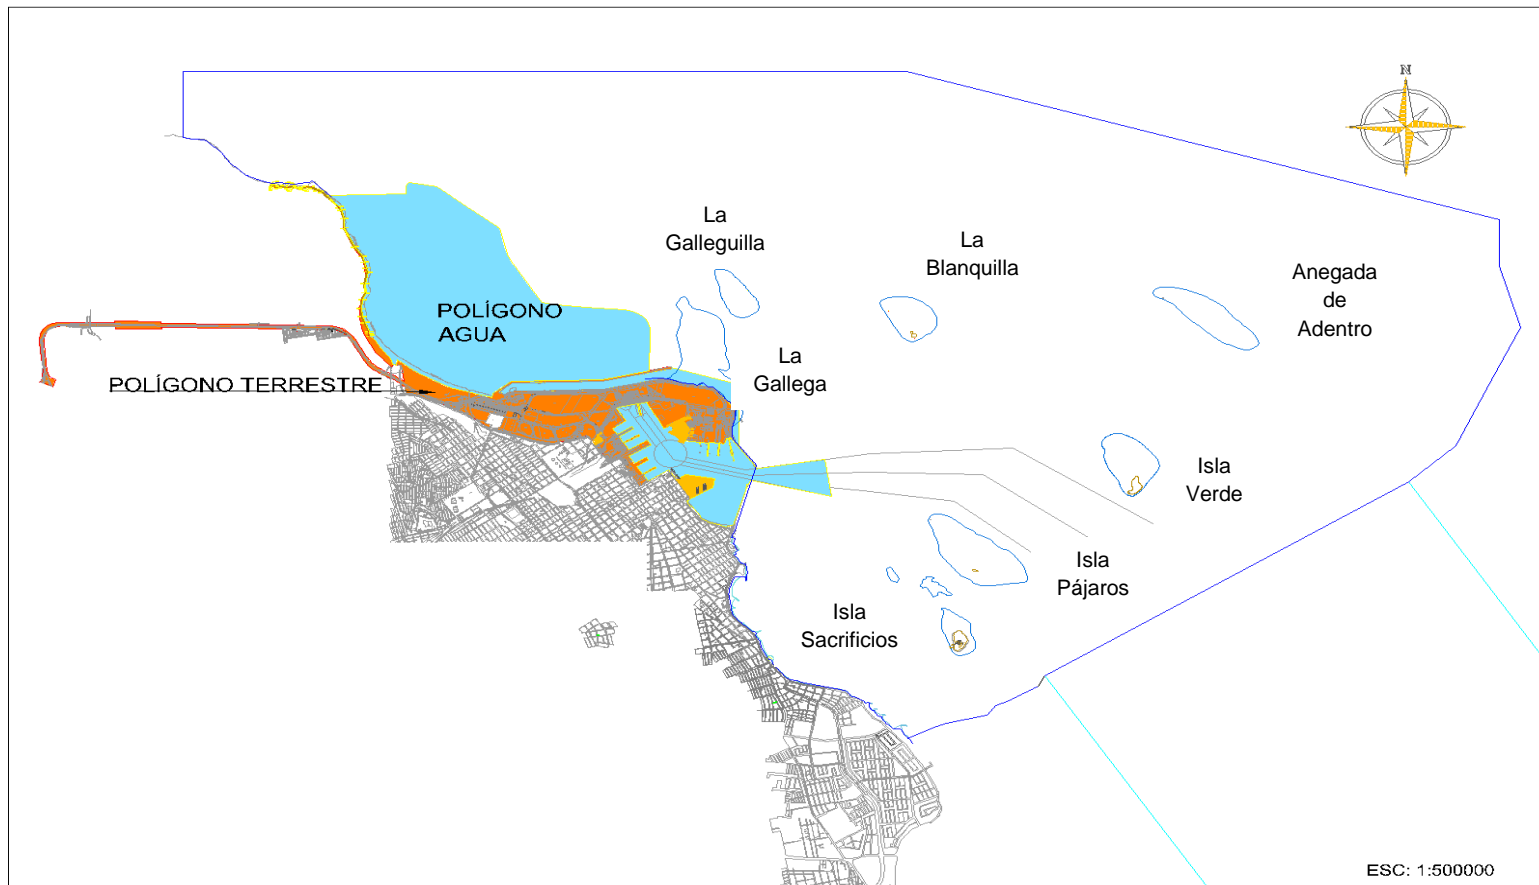 N
La
Galleguilla
La
Blanquilla
Anegada
de
Adentro
POLÍGONO
AGUA
La
Gallega
POLÍGONO TERRESTRE
Isla
Verde
Isla
Pájaros
Isla
Sacrificios
ESC: 1:500000